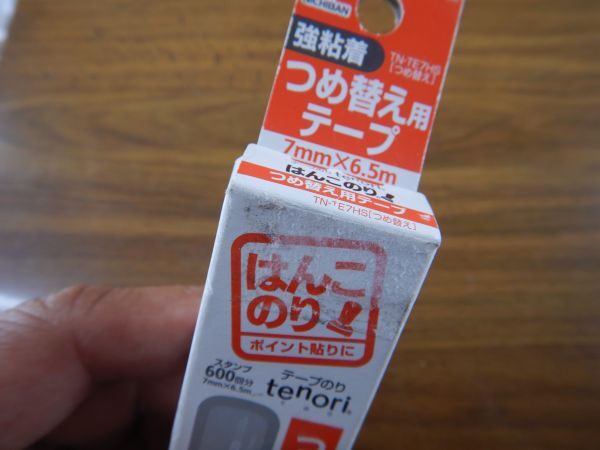 NICHIBAN
強粘着
TN-TE7HS
[つめ替え]
つめ替え用
テープ
7mm×6.5m
はんこのり
つめ替え用テープ
TN-TE7HS[つめ替え]
はんこ
のり
ポイント貼りに
スタンプ
600回分
7mm×6.5m
テープのり
tenori